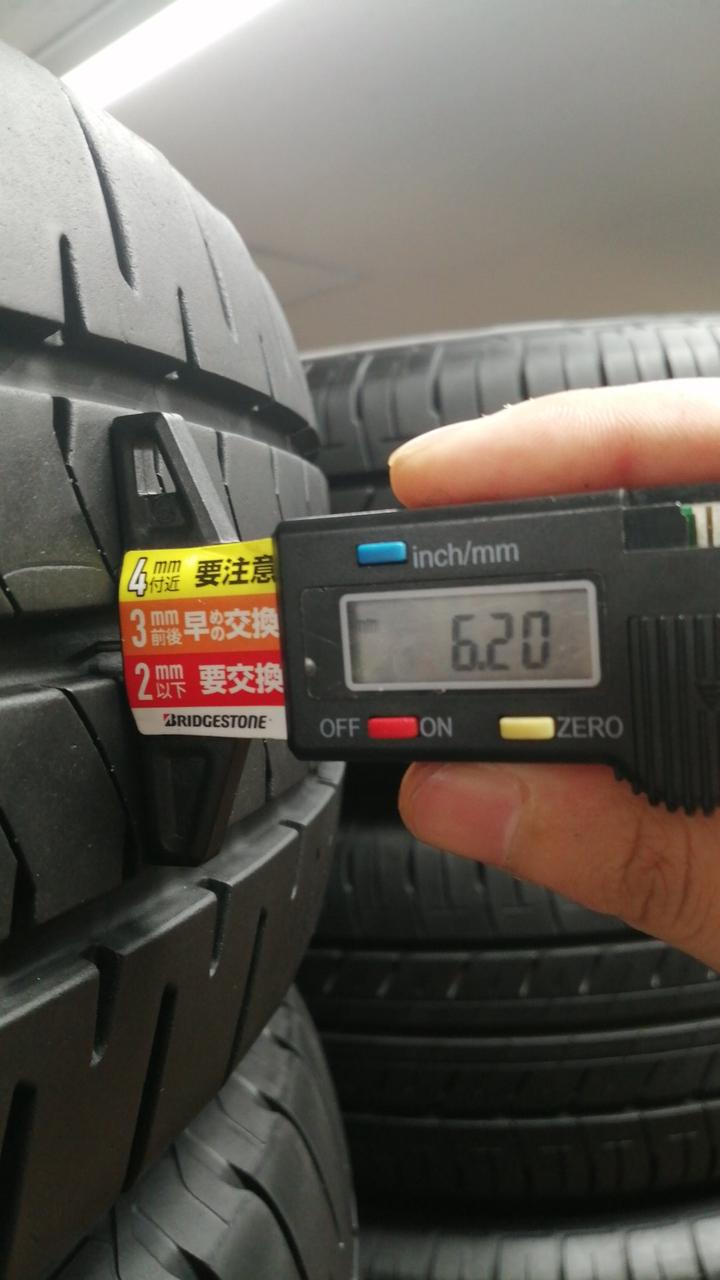 inch/mm
4mm付近 要注意
3mm前後 早めの交換
mm 6.20
2mm以下 要交換
BRIDGESTONE
OFF ON ZERO